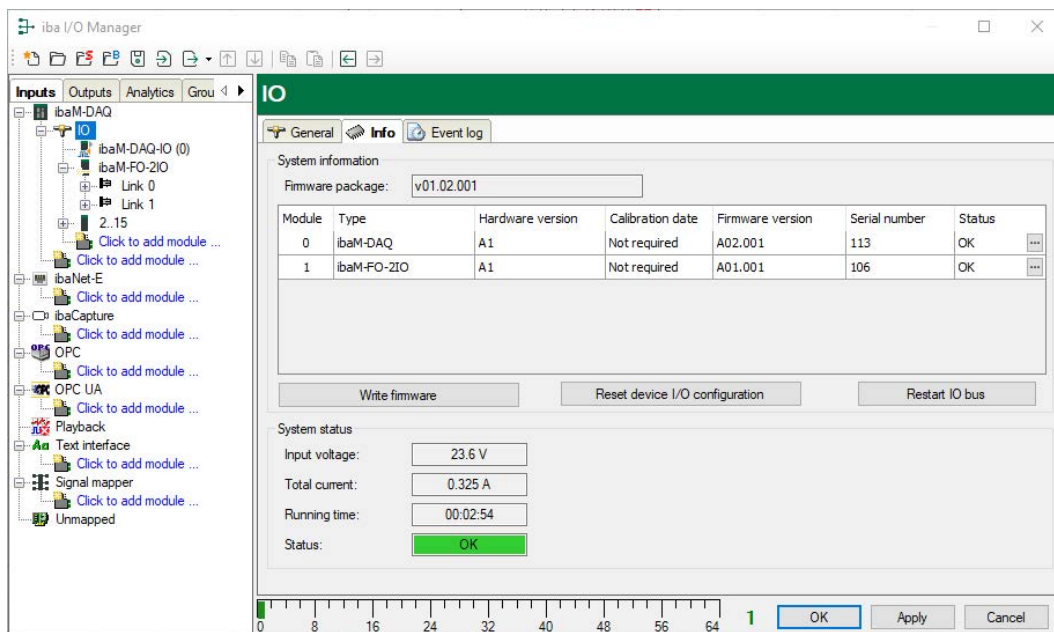 iba I/O Manager
Inputs Outputs Analytics Grou
ibaM-DAQ
IO
ibaM-DAQ-IO (0)
ibaM-FO-2IO
Link 0
Link 1
2..15
Click to add module ...
Click to add module ...
ibaNet-E
Click to add module ...
ibaCapture
Click to add module ...
OPC
Click to add module ...
OPC UA
Click to add module ...
Playback
Text interface
Click to add module ...
Signal mapper
Click to add module ...
Unmapped
IO
General Info Event log
System information
Firmware package: v01.02.001
Module Type Hardware version Calibration date Firmware version Serial number Status
0 ibaM-DAQ A1 Not required A02.001 113 OK ...
1 ibaM-FO-2IO A1 Not required A01.001 106 OK ...
Write firmware Reset device I/O configuration Restart IO bus
System status
Input voltage: 23.6 V
Total current: 0.325 A
Running time: 00:02:54
Status: OK
0 8 16 24 32 40 48 56 64 1 OK Apply Cancel